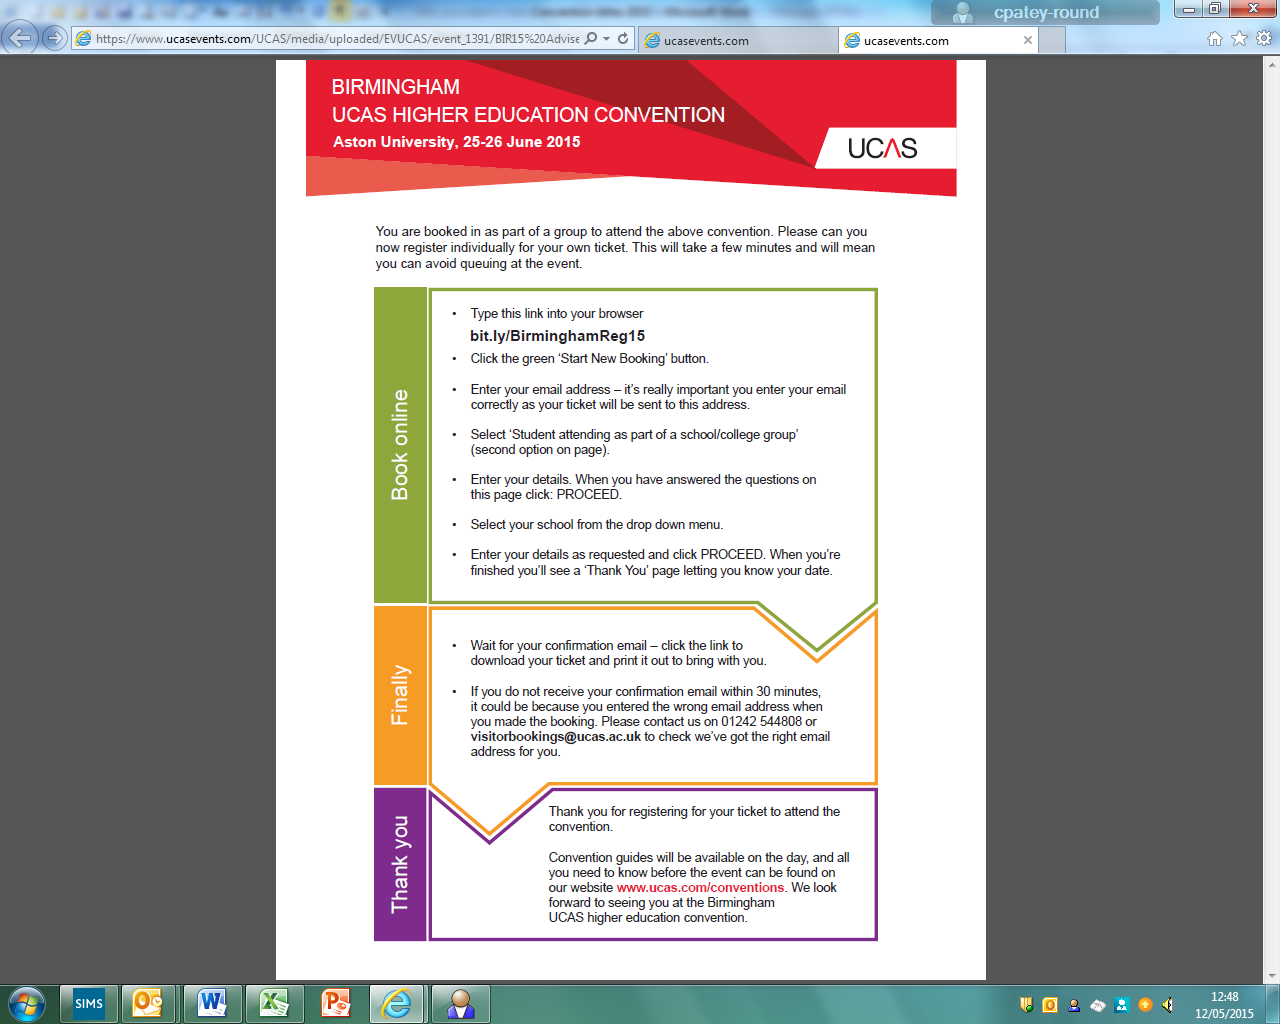 cpatey-round
https://www.ucasevents.com/UCAS/media/uploaded/EVUCAS/event_1391/BIR15%20Advise
ucasevents.com
ucasevents.com
BIRMINGHAM
UCAS HIGHER EDUCATION CONVENTION
Aston University, 25-26 June 2015
UCAS
You are booked in as part of a group to attend the above convention. Please can you
now register individually for your own ticket. This will take a few minutes and will mean
you can avoid queuing at the event.
Book online
• Type this link into your browser
bit.ly/BirminghamReg15
• Click the green ‘Start New Booking’ button.
• Enter your email address – it’s really important you enter your email
correctly as your ticket will be sent to this address.
• Select ‘Student attending as part of a school/college group’
(second option on page).
• Enter your details. When you have answered the questions on
this page click: PROCEED.
• Select your school from the drop down menu.
• Enter your details as requested and click PROCEED. When you’re
finished you’ll see a ‘Thank You’ page letting you know your date.
Finally
• Wait for your confirmation email – click the link to
download your ticket and print it out to bring with you.
• If you do not receive your confirmation email within 30 minutes,
it could be because you entered the wrong email address when
you made the booking. Please contact us on 01242 544808 or
visitorbookings@ucas.ac.uk to check we’ve got the right email
address for you.
Thank you
Thank you for registering for your ticket to attend the
convention.
Convention guides will be available on the day, and all
you need to know before the event can be found on
our website www.ucas.com/conventions. We look
forward to seeing you at the Birmingham
UCAS higher education convention.
SIMS
12:48
12/05/2015